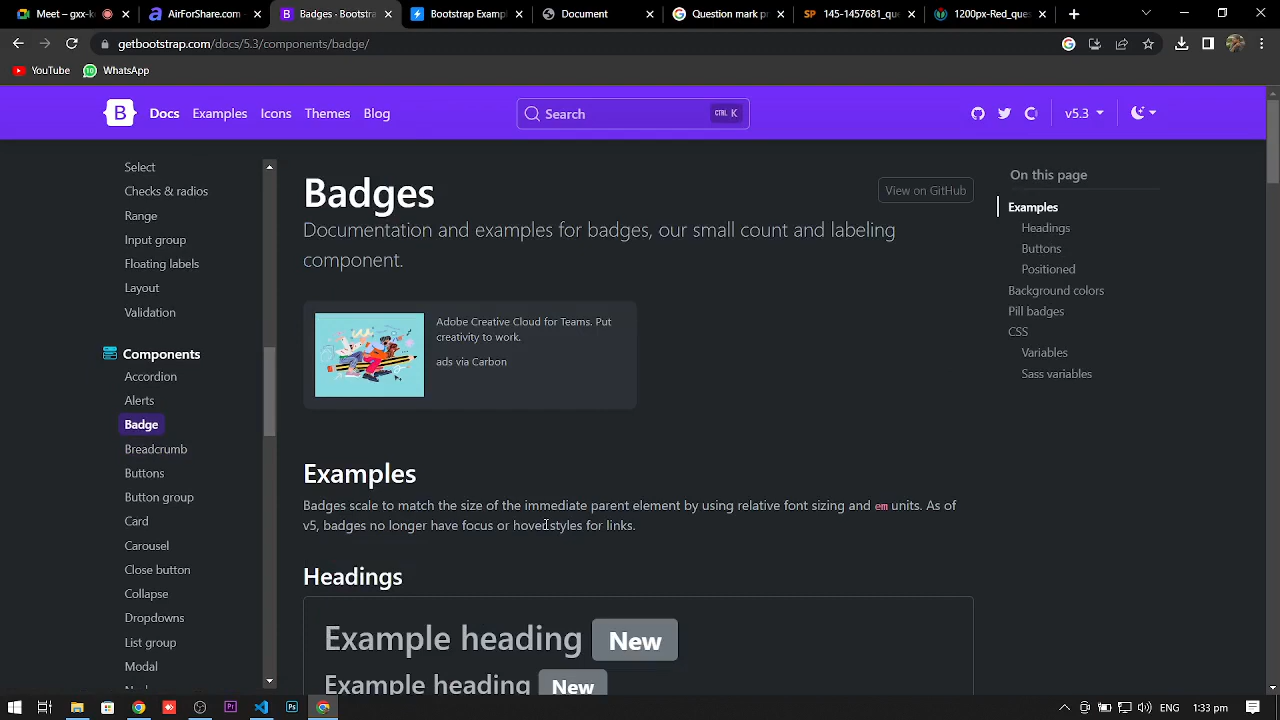 Meet – gxx-k
AirForShare.com
Badges · Bootstra
Bootstrap Exampl
Document
Question mark p
145-1457681_qu
1200px-Red_ques
getbootstrap.com/docs/5.3/components/badge/
YouTube
WhatsApp
B
Docs
Examples
Icons
Themes
Blog
Search
CTRL K
v5.3
Select
Checks & radios
Range
Input group
Floating labels
Layout
Validation
Components
Accordion
Alerts
Badge
Breadcrumb
Buttons
Button group
Card
Carousel
Close button
Collapse
Dropdowns
List group
Modal
Badges
View on GitHub
Documentation and examples for badges, our small count and labeling
component.
Adobe Creative Cloud for Teams. Put
creativity to work.
ads via Carbon
Examples
Badges scale to match the size of the immediate parent element by using relative font sizing and em units. As of
v5, badges no longer have focus or hover styles for links.
Headings
Example heading New
Example heading New
On this page
Examples
Headings
Buttons
Positioned
Background colors
Pill badges
CSS
Variables
Sass variables
ENG
1:33 pm